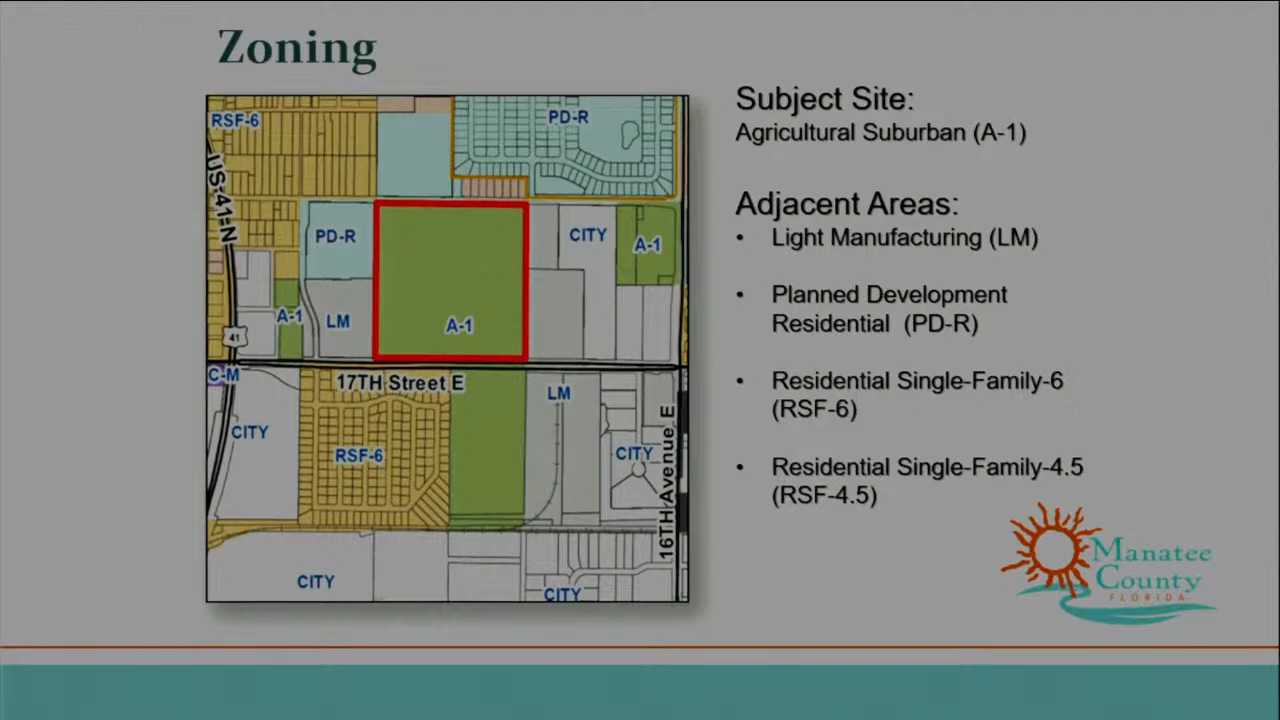 Zoning
RSF-6
PD-R
US 41 N
PD-R
CITY
A-1
A-1
LM
A-1
41
C-M
17TH Street E
LM
CITY
RSF-6
CITY
16TH Avenue E
CITY
CITY
Subject Site:
Agricultural Suburban (A-1)
Adjacent Areas:
• Light Manufacturing (LM)
• Planned Development
Residential (PD-R)
• Residential Single-Family-6
(RSF-6)
• Residential Single-Family-4.5
(RSF-4.5)
Manatee
County
FLORIDA